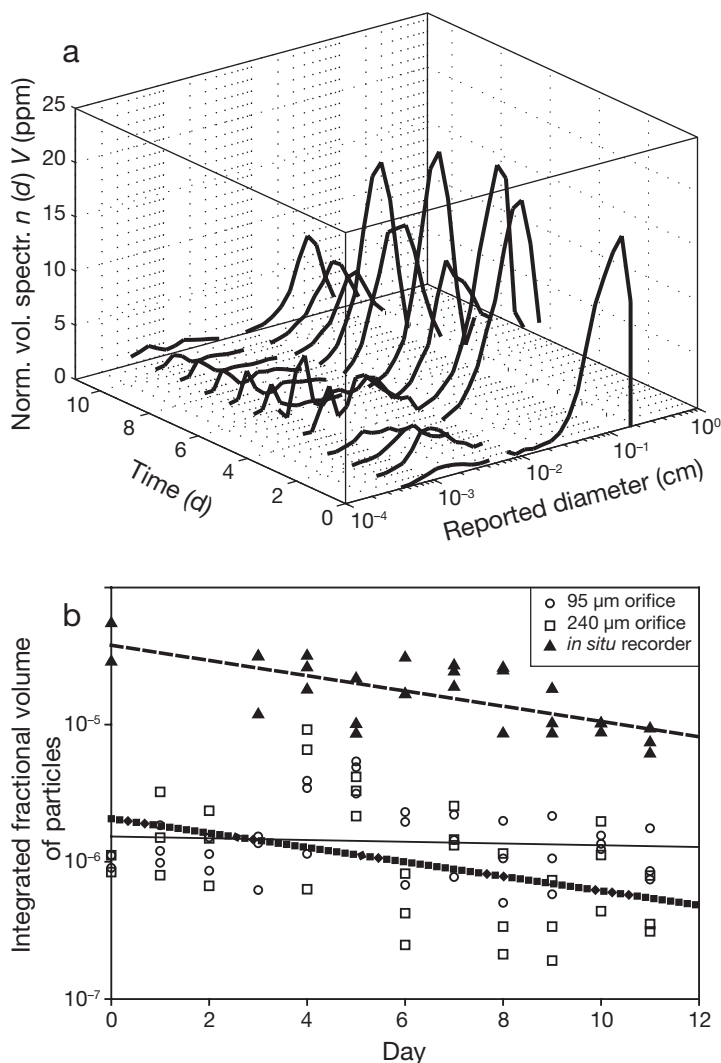 a
Norm. vol. spectr. n (d) V (ppm)
25
20
15
10
5
0
10
8
6
4
2
0
Time (d)
10⁻⁴
10⁻³
10⁻²
10⁻¹
10⁰
Reported diameter (cm)
b
95 µm orifice
240 µm orifice
in situ recorder
Integrated fractional volume
of particles
10⁻⁵
10⁻⁶
10⁻⁷
0
2
4
6
8
10
12
Day